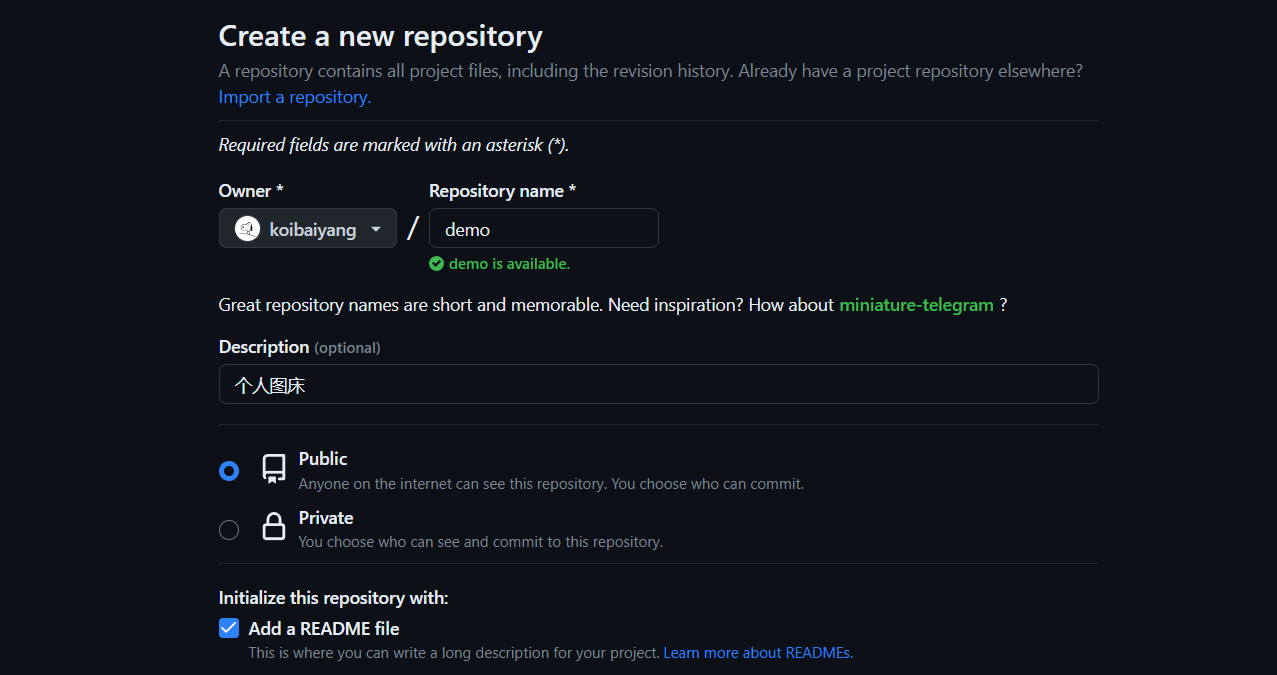 Create a new repository
A repository contains all project files, including the revision history. Already have a project repository elsewhere?
Import a repository.
Required fields are marked with an asterisk (*).
Owner *
Repository name *
koibaiyang
/
demo
demo is available.
Great repository names are short and memorable. Need inspiration? How about miniature-telegram ?
Description (optional)
个人图床
Public
Anyone on the internet can see this repository. You choose who can commit.
Private
You choose who can see and commit to this repository.
Initialize this repository with:
Add a README file
This is where you can write a long description for your project. Learn more about READMEs.